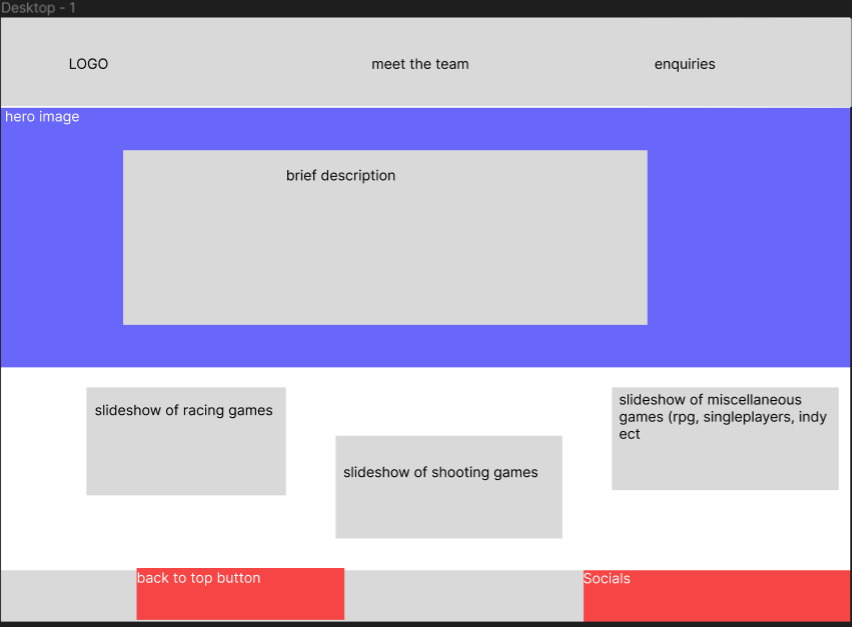 Desktop - 1
LOGO
meet the team
enquiries
hero image
brief description
slideshow of racing games
slideshow of shooting games
slideshow of miscellaneous
games (rpg, singleplayers, indy
ect
back to top button
Socials